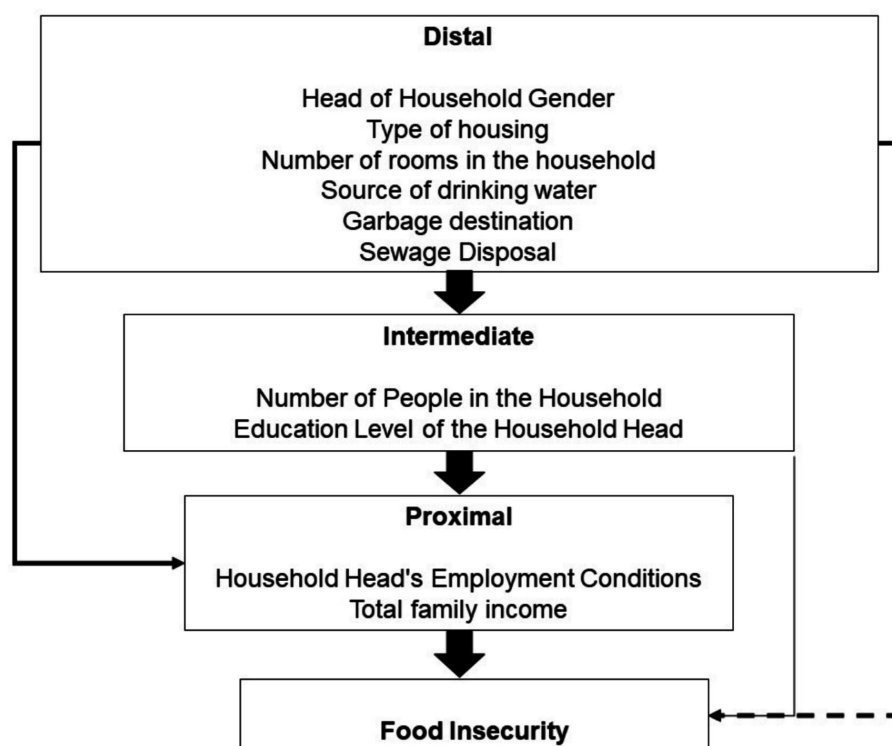 Distal
Head of Household Gender
Type of housing
Number of rooms in the household
Source of drinking water
Garbage destination
Sewage Disposal
Intermediate
Number of People in the Household
Education Level of the Household Head
Proximal
Household Head's Employment Conditions
Total family income
Food Insecurity